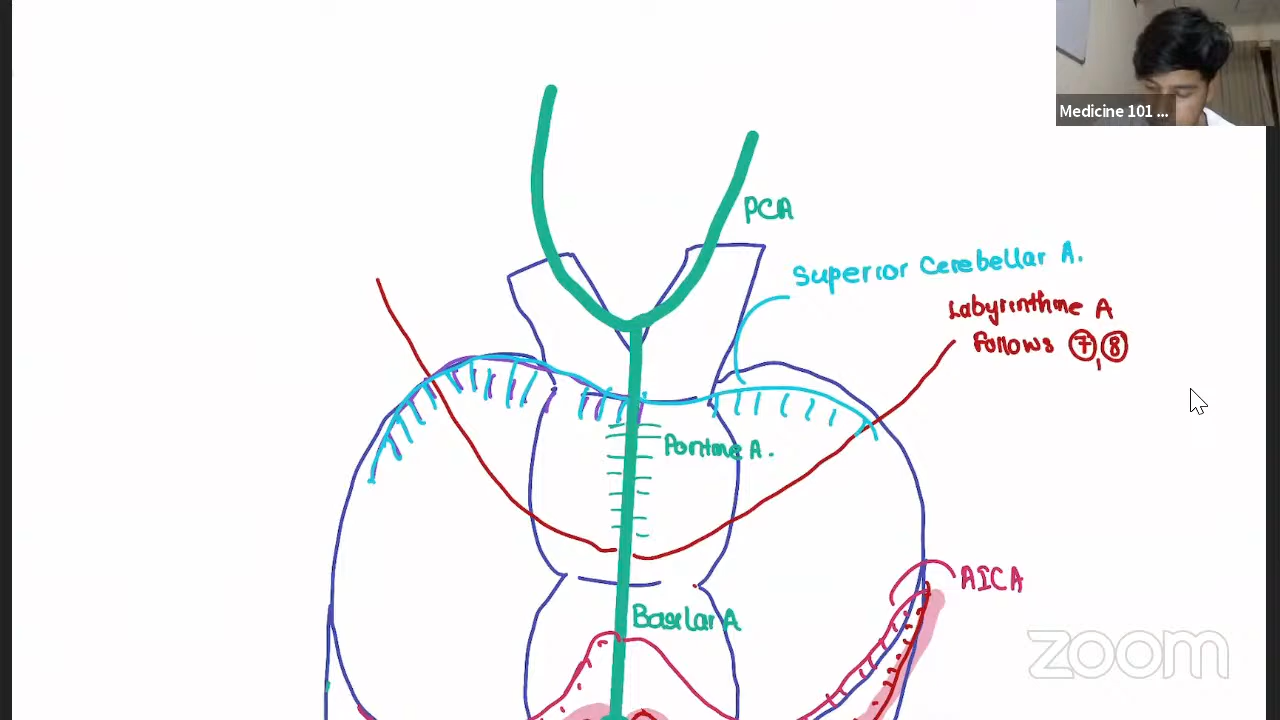 Medicine 101 ...
PCA
Superior Cerebellar A.
Labyrinthine A
Follows 7, 8
Pontine A.
AICA
Basilar A
zoom